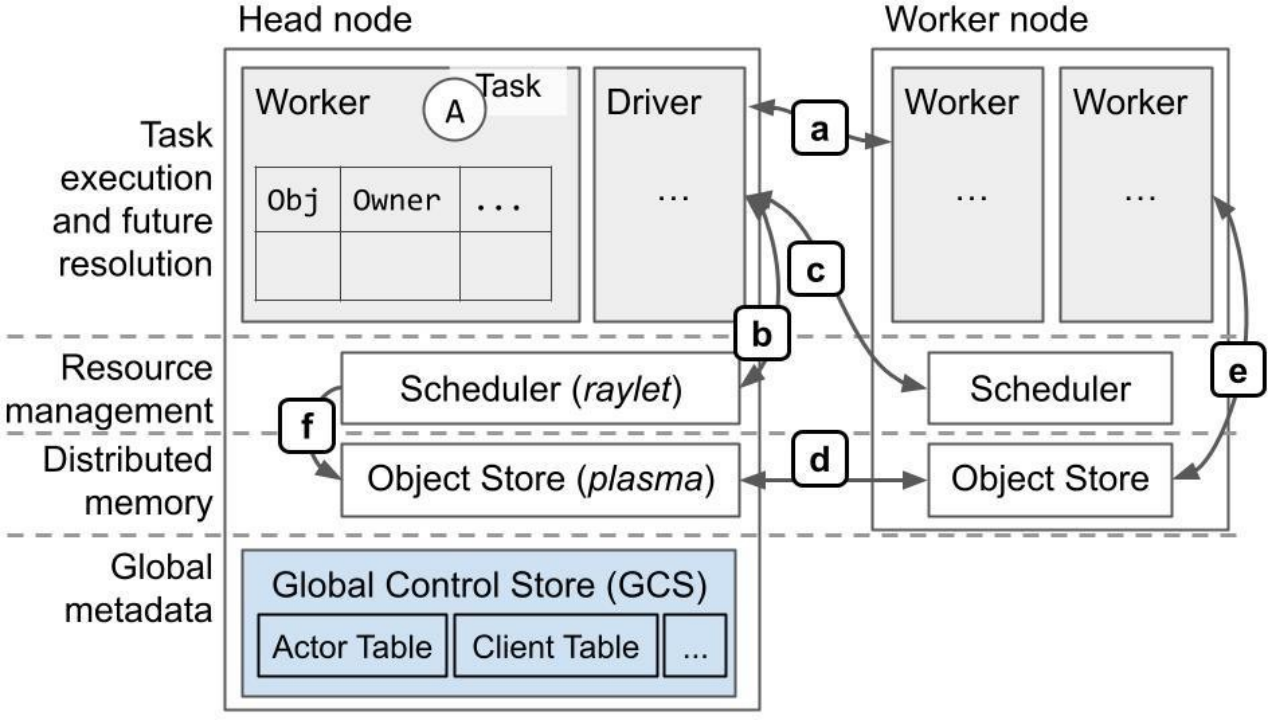 Head node
Worker node
Task
execution
and future
resolution
Worker
A
Task
Obj
Owner
...
Driver
...
a
Worker
...
Worker
...
b
c
e
Resource
management
Scheduler (raylet)
Scheduler
f
Distributed
memory
Object Store (plasma)
d
Object Store
Global
metadata
Global Control Store (GCS)
Actor Table
Client Table
...